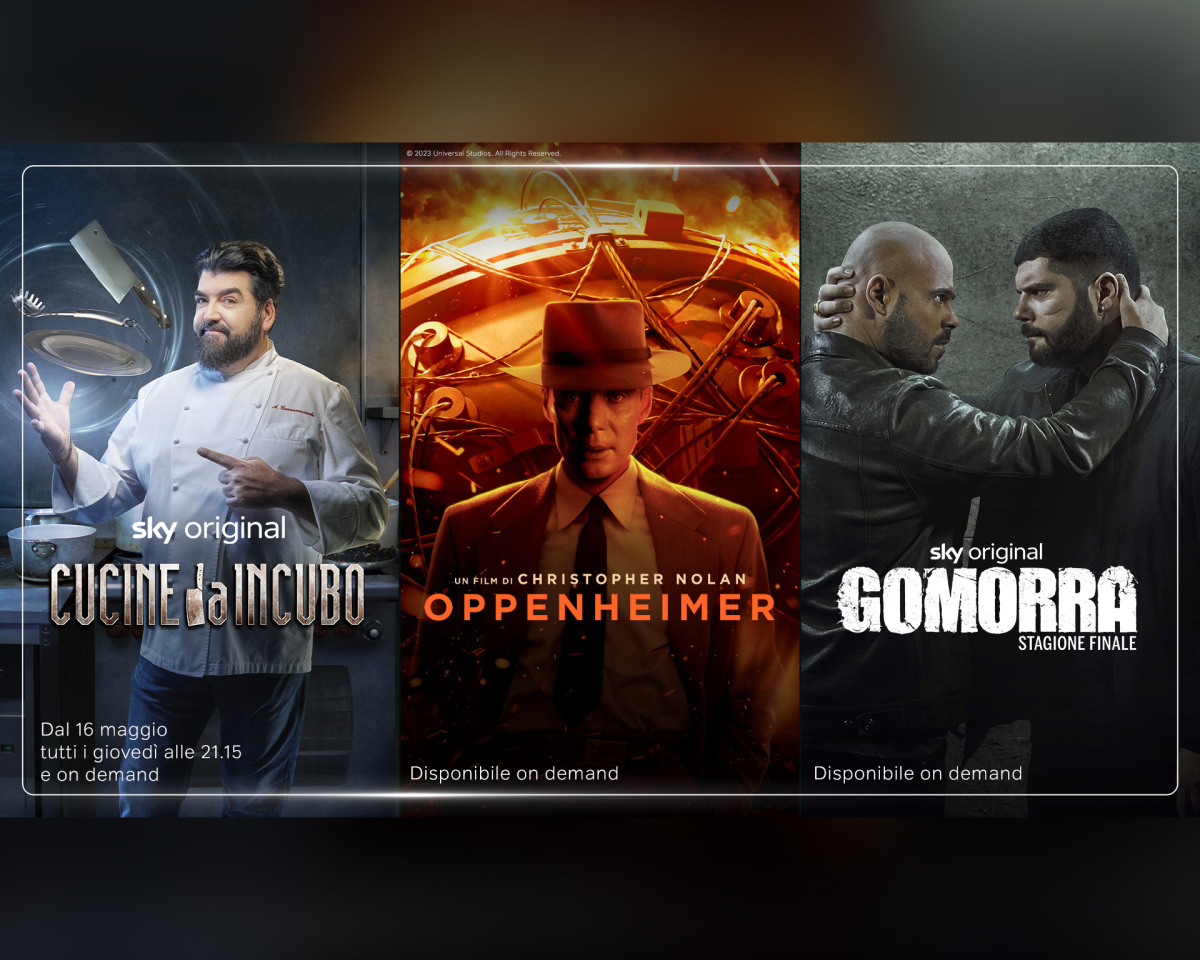 sky original
CUCINE da INCUBO
Dal 16 maggio
tutti i giovedì alle 21.15
e on demand
© 2023 Universal Studios. All Rights Reserved.
UN FILM DI CHRISTOPHER NOLAN
OPPENHEIMER
Disponibile on demand
sky original
GOMORRA
STAGIONE FINALE
Disponibile on demand